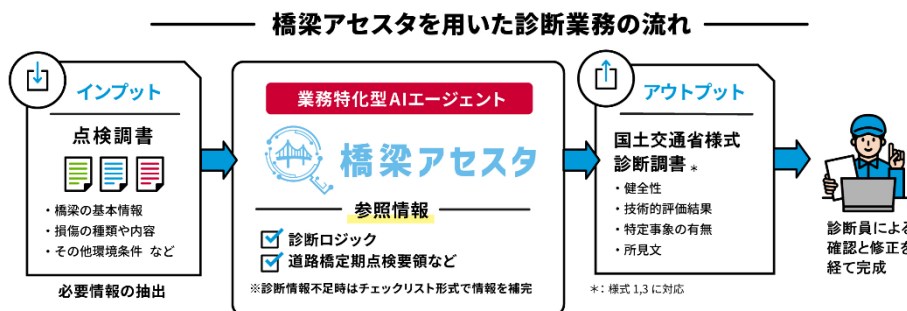 橋梁アセスタを用いた診断業務の流れ
インプット
点検調書
・橋梁の基本情報
・損傷の種類や内容
・その他環境条件 など
必要情報の抽出
業務特化型AIエージェント
橋梁アセスタ
参照情報
診断ロジック
道路橋定期点検要領など
※診断情報不足時はチェックリスト形式で情報を補完
アウトプット
国土交通省様式
診断調書*
・健全性
・技術的評価結果
・特定事象の有無
・所見文
*：様式 1,3 に対応
診断員による
確認と修正を
経て完成